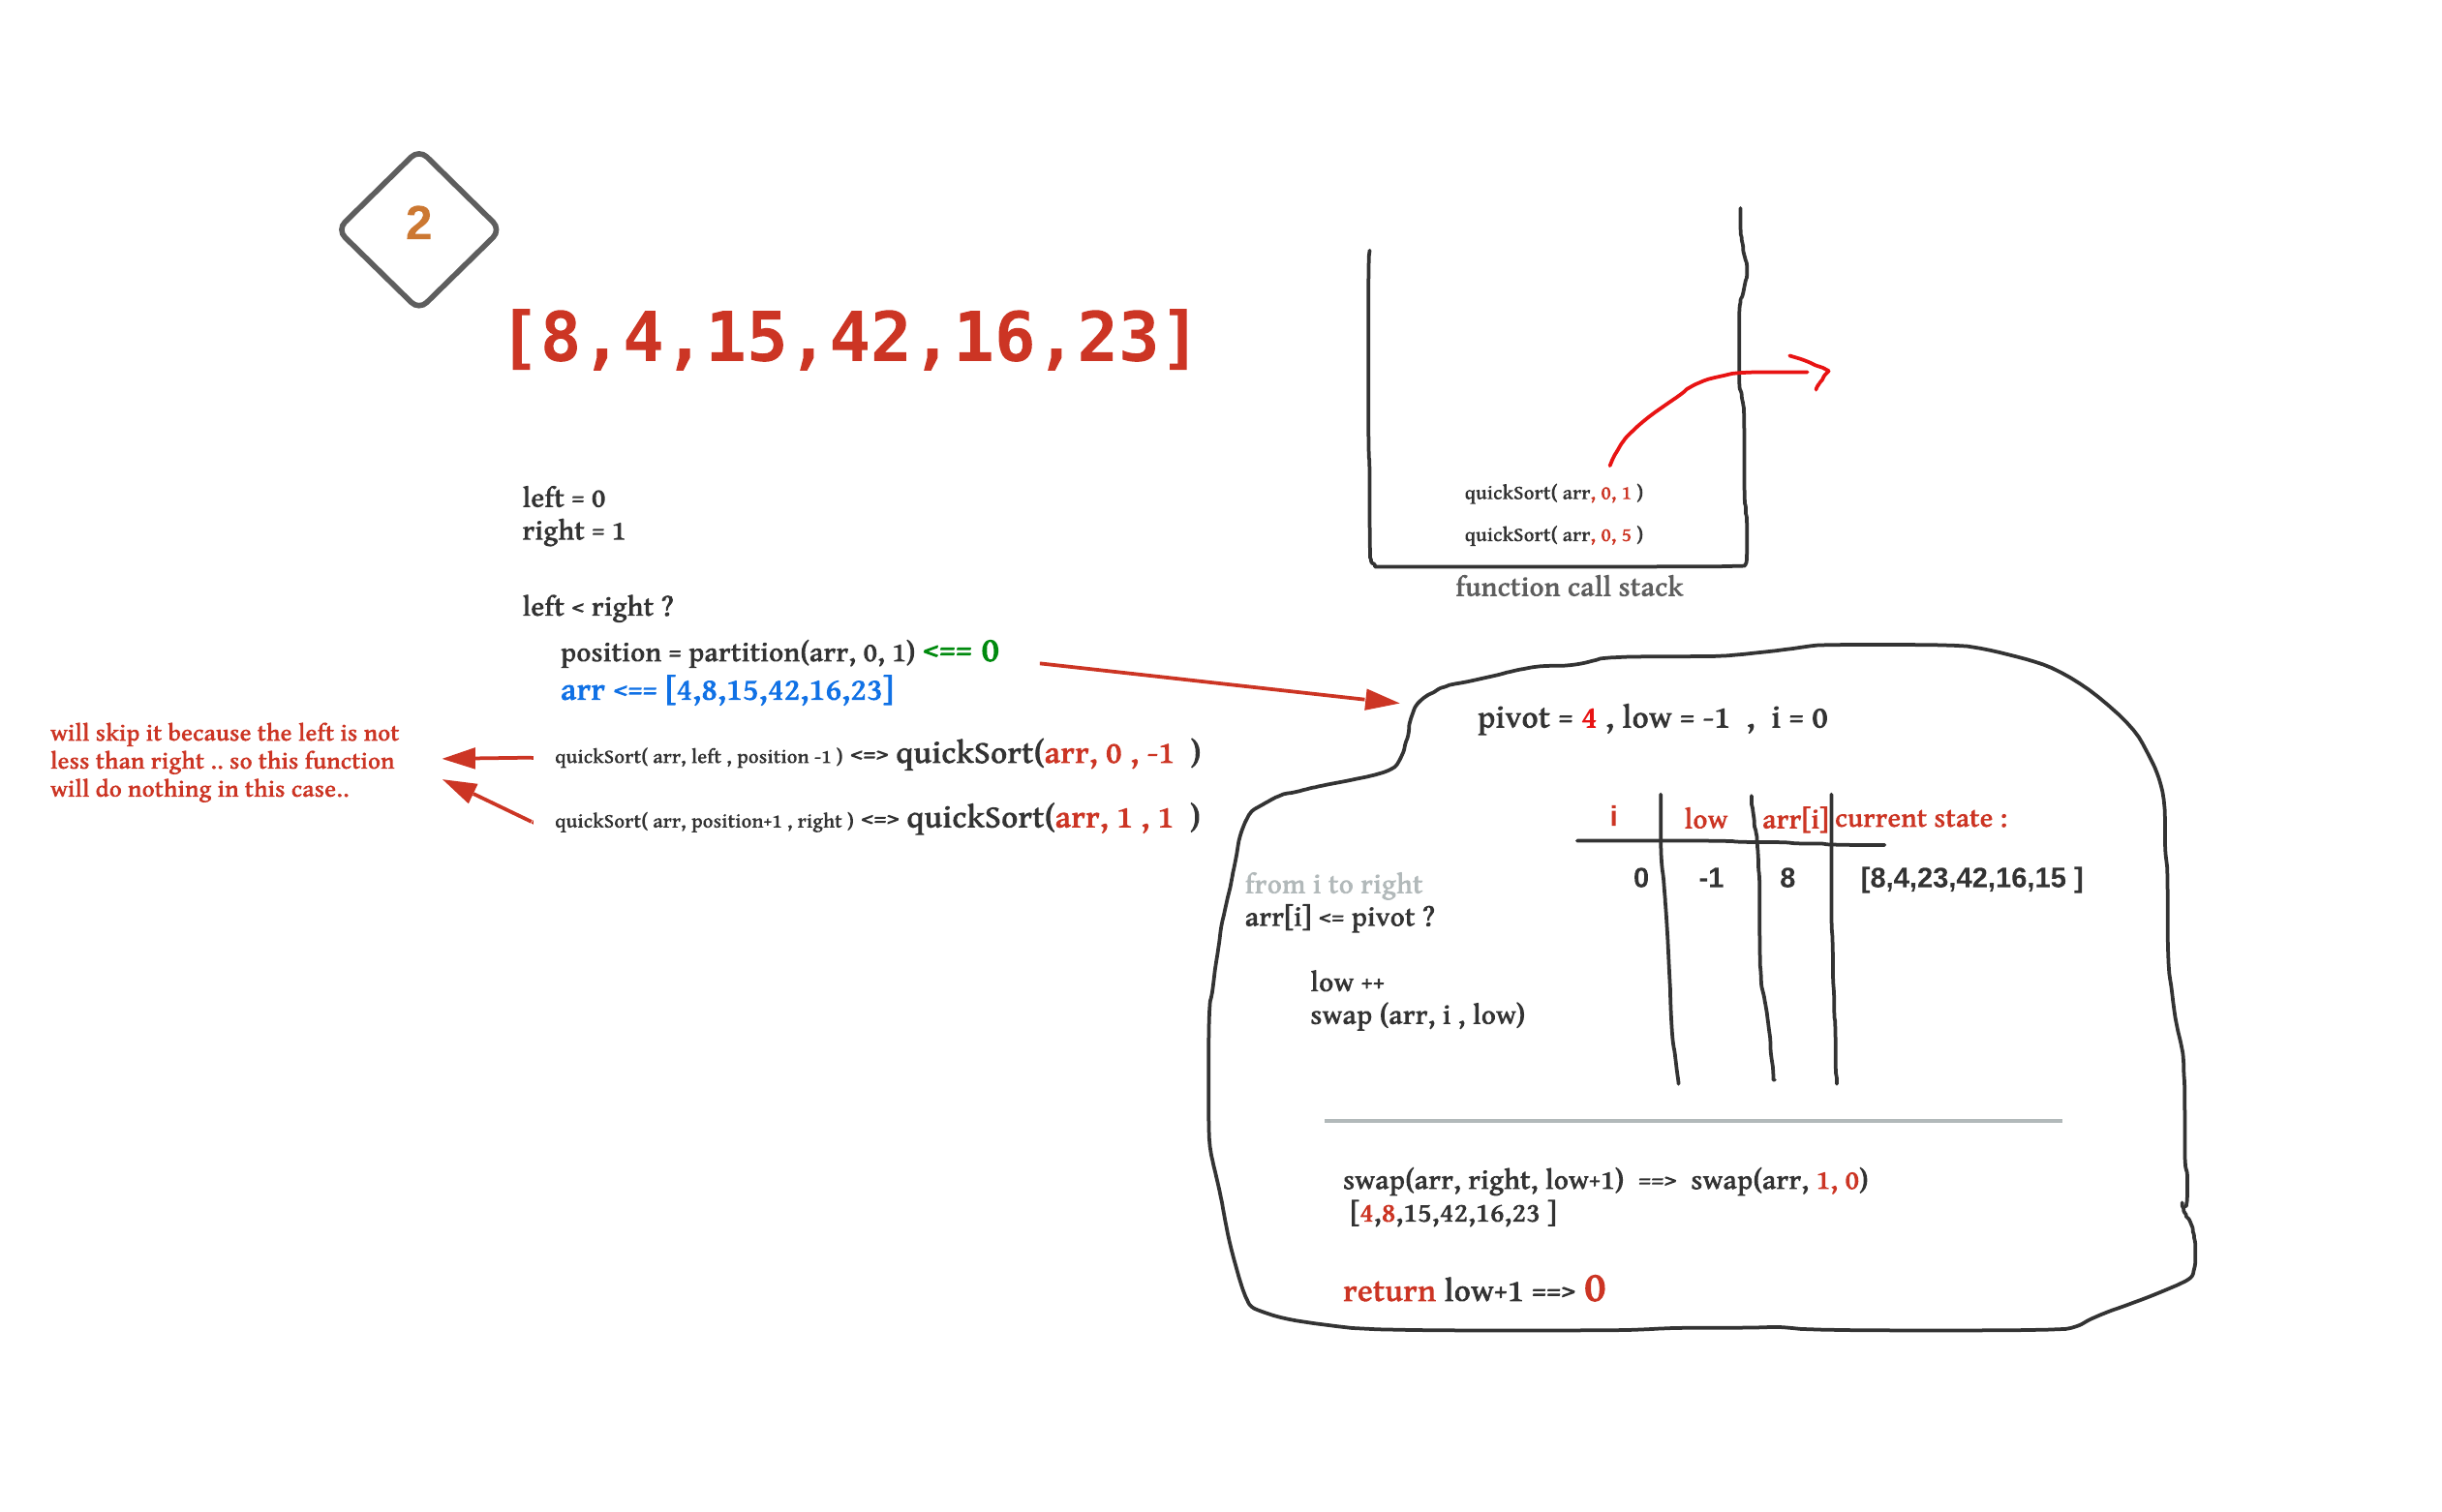 2
[8,4,15,42,16,23]
left = 0
right = 1
left < right ?
position = partition(arr, 0, 1) <== 0
arr <== [4,8,15,42,16,23]
quickSort( arr, left , position -1 ) <=> quickSort(arr, 0 , -1 )
quickSort( arr, position+1 , right ) <=> quickSort(arr, 1 , 1 )
will skip it because the left is not
less than right .. so this function
will do nothing in this case..
quickSort( arr, 0, 1 )
quickSort( arr, 0, 5 )
function call stack
pivot = 4 , low = -1 , i = 0
i low arr[i] current state :
0 -1 8 [8,4,23,42,16,15 ]
from i to right
arr[i] <= pivot ?
low ++
swap (arr, i , low)
swap(arr, right, low+1) ==> swap(arr, 1, 0)
[4,8,15,42,16,23 ]
return low+1 ==> 0